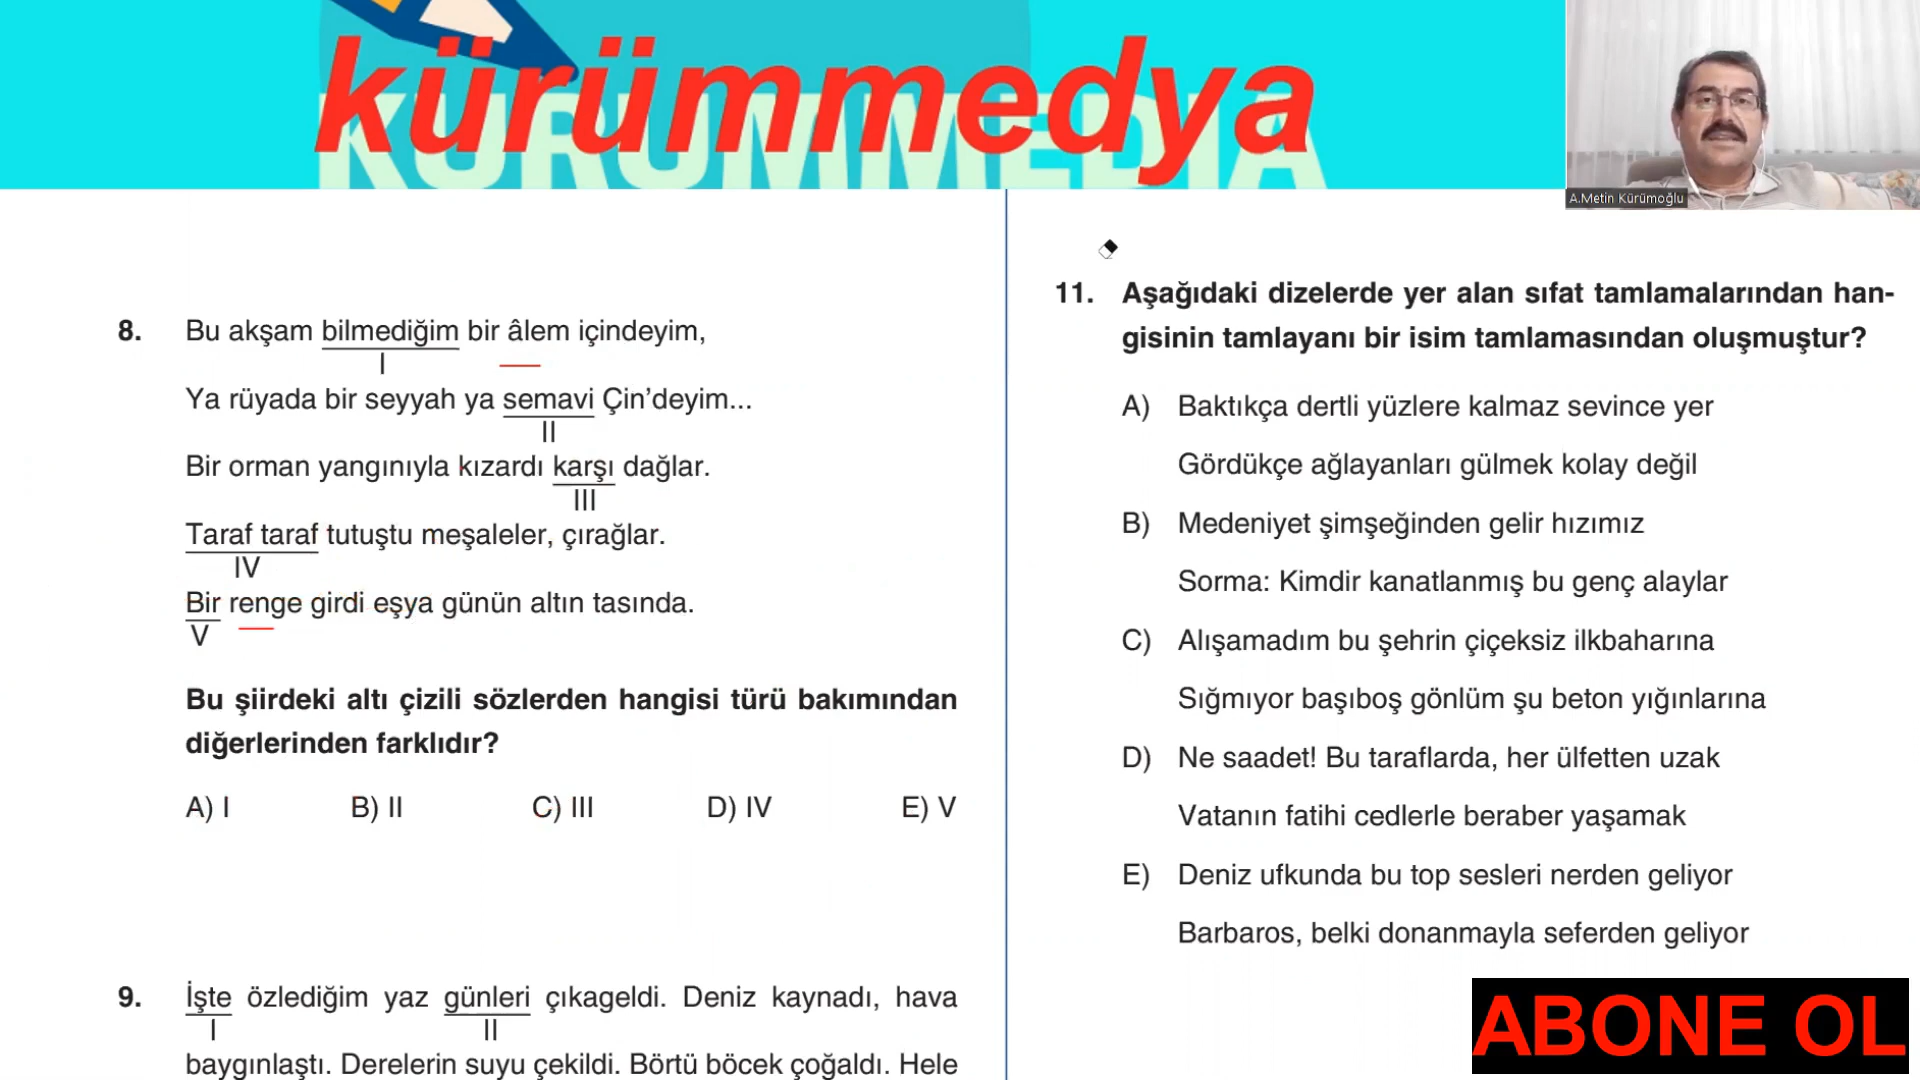 kürümmedya
KURUMMEDIA
A.Metin Kürümoğlu
8. Bu akşam bilmediğim bir âlem içindeyim,
I
Ya rüyada bir seyyah ya semavi Çin’deyim...
II
Bir orman yangınıyla kızardı karşı dağlar.
III
Taraf taraf tutuştu meşaleler, çırağlar.
IV
Bir renge girdi eşya günün altın tasında.
V
Bu şiirdeki altı çizili sözlerden hangisi türü bakımından
diğerlerinden farklıdır?
A) I B) II C) III D) IV E) V
9. İşte özlediğim yaz günleri çıkageldi. Deniz kaynadı, hava
I II
baygınlaştı. Derelerin suyu çekildi. Börtü böcek çoğaldı. Hele
11. Aşağıdaki dizelerde yer alan sıfat tamlamalarından han-
gisinin tamlayanı bir isim tamlamasından oluşmuştur?
A) Baktıkça dertli yüzlere kalmaz sevince yer
Gördükçe ağlayanları gülmek kolay değil
B) Medeniyet şimşeğinden gelir hızımız
Sorma: Kimdir kanatlanmış bu genç alaylar
C) Alışamadım bu şehrin çiçeksiz ilkbaharına
Sığmıyor başıboş gönlüm şu beton yığınlarına
D) Ne saadet! Bu taraflarda, her ülfetten uzak
Vatanın fatihi cedlerle beraber yaşamak
E) Deniz ufkunda bu top sesleri nerden geliyor
Barbaros, belki donanmayla seferden geliyor
ABONE OL